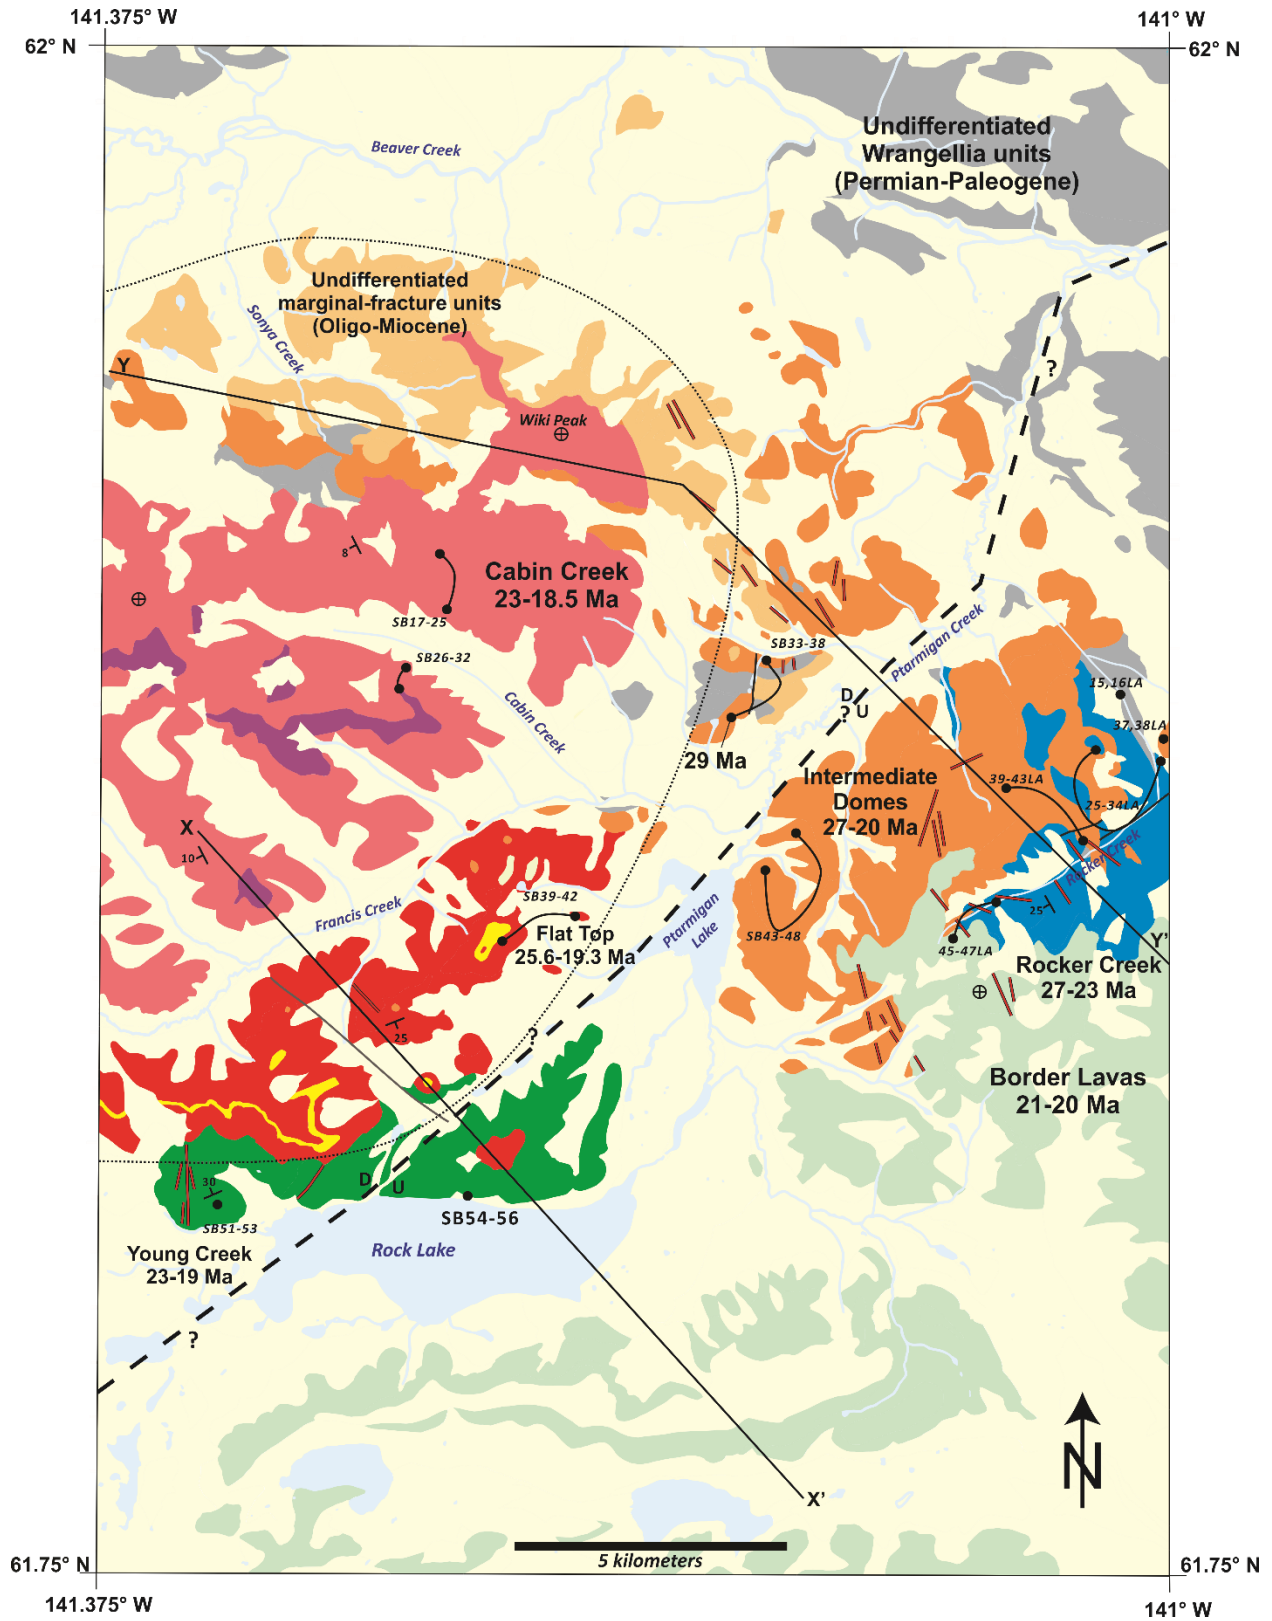 141.375° W
141° W
62° N
62° N
Beaver Creek
Undifferentiated
Wrangellia units
(Permian-Paleogene)
Undifferentiated
marginal-fracture units
(Oligo-Miocene)
Sonya Creek
Y
?
Wiki Peak
8
Cabin Creek
23-18.5 Ma
SB17-25
SB26-32
SB33-38
Ptarmigan Creek
15,16LA
Cabin Creek
D
? U
37,38LA
29 Ma
Intermediate
Domes
27-20 Ma
39-43LA
25-34LA
X
10
Rocker Creek
SB39-42
Francis Creek
Flat Top
25.6-19.3 Ma
Ptarmigan
Lake
SB43-48
25
45-47LA
Y'
Rocker Creek
27-23 Ma
25
?
Border Lavas
21-20 Ma
30
D
U
SB51-53
SB54-56
Young Creek
23-19 Ma
Rock Lake
?
N
X'
5 kilometers
61.75° N
61.75° N
141.375° W
141° W